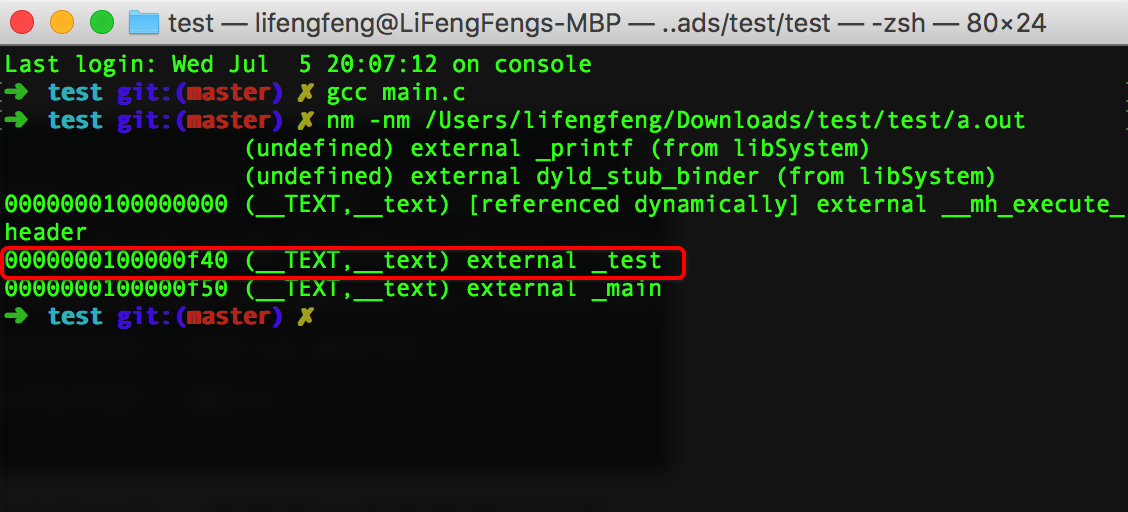 test — lifengfeng@LiFengFengs-MBP — ..ads/test/test — -zsh — 80×24
Last login: Wed Jul  5 20:07:12 on console
➜  test git:(master) ✗ gcc main.c
➜  test git:(master) ✗ nm -nm /Users/lifengfeng/Downloads/test/test/a.out
                 (undefined) external _printf (from libSystem)
                 (undefined) external dyld_stub_binder (from libSystem)
0000000100000000 (__TEXT,__text) [referenced dynamically] external __mh_execute_
header
0000000100000f40 (__TEXT,__text) external _test
0000000100000f50 (__TEXT,__text) external _main
➜  test git:(master) ✗